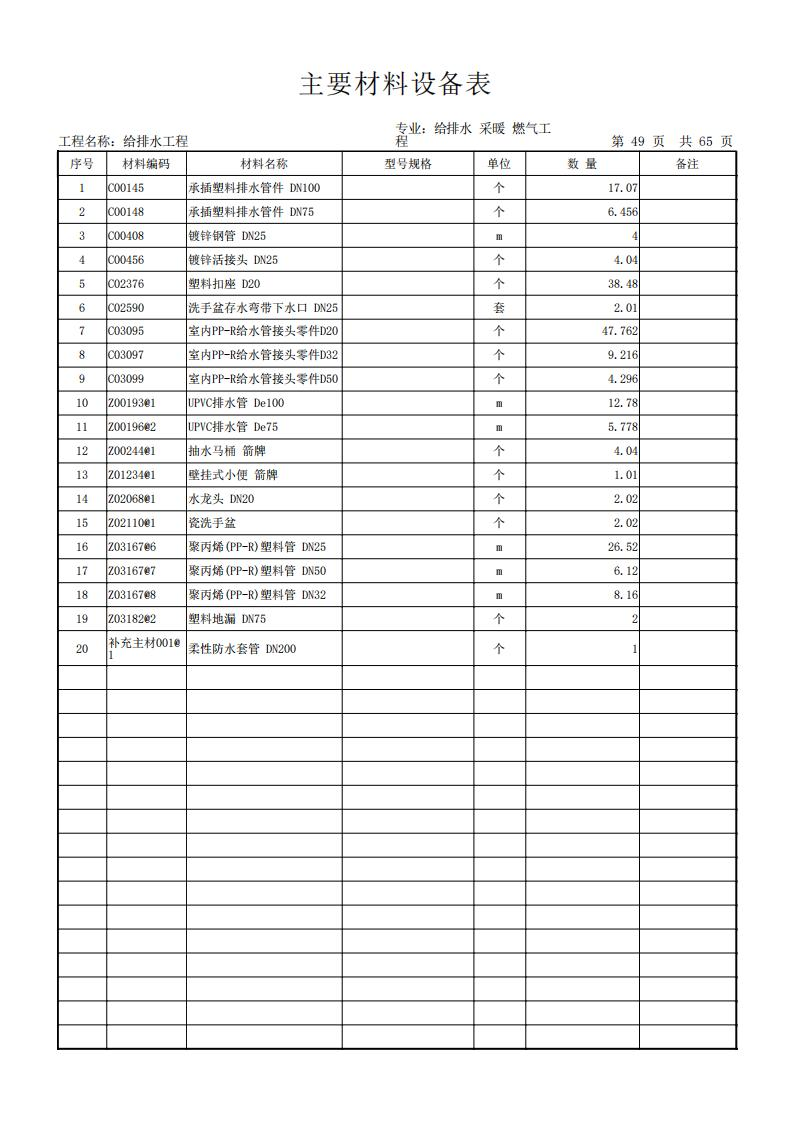 主要材料设备表
专业：给排水 采暖 燃气工
工程名称：给排水工程 程 第 49 页 共 65 页
序号 材料编码 材料名称 型号规格 单位 数 量 备注
1 C00145 承插塑料排水管件 DN100 个 17.07
2 C00148 承插塑料排水管件 DN75 个 6.456
3 C00408 镀锌钢管 DN25 m 4
4 C00456 镀锌活接头 DN25 个 4.04
5 C02376 塑料扣座 D20 个 38.48
6 C02590 洗手盆存水弯带下水口 DN25 套 2.01
7 C03095 室内PP-R给水管接头零件D20 个 47.762
8 C03097 室内PP-R给水管接头零件D32 个 9.216
9 C03099 室内PP-R给水管接头零件D50 个 4.296
10 Z00193@1 UPVC排水管 De100 m 12.78
11 Z00196@2 UPVC排水管 De75 m 5.778
12 Z00244@1 抽水马桶 箭牌 个 4.04
13 Z01234@1 壁挂式小便 箭牌 个 1.01
14 Z02068@1 水龙头 DN20 个 2.02
15 Z02110@1 瓷洗手盆 个 2.02
16 Z03167@6 聚丙烯(PP-R)塑料管 DN25 m 26.52
17 Z03167@7 聚丙烯(PP-R)塑料管 DN50 m 6.12
18 Z03167@8 聚丙烯(PP-R)塑料管 DN32 m 8.16
19 Z03182@2 塑料地漏 DN75 个 2
20 补充主材001@ 柔性防水套管 DN200 个 1
1